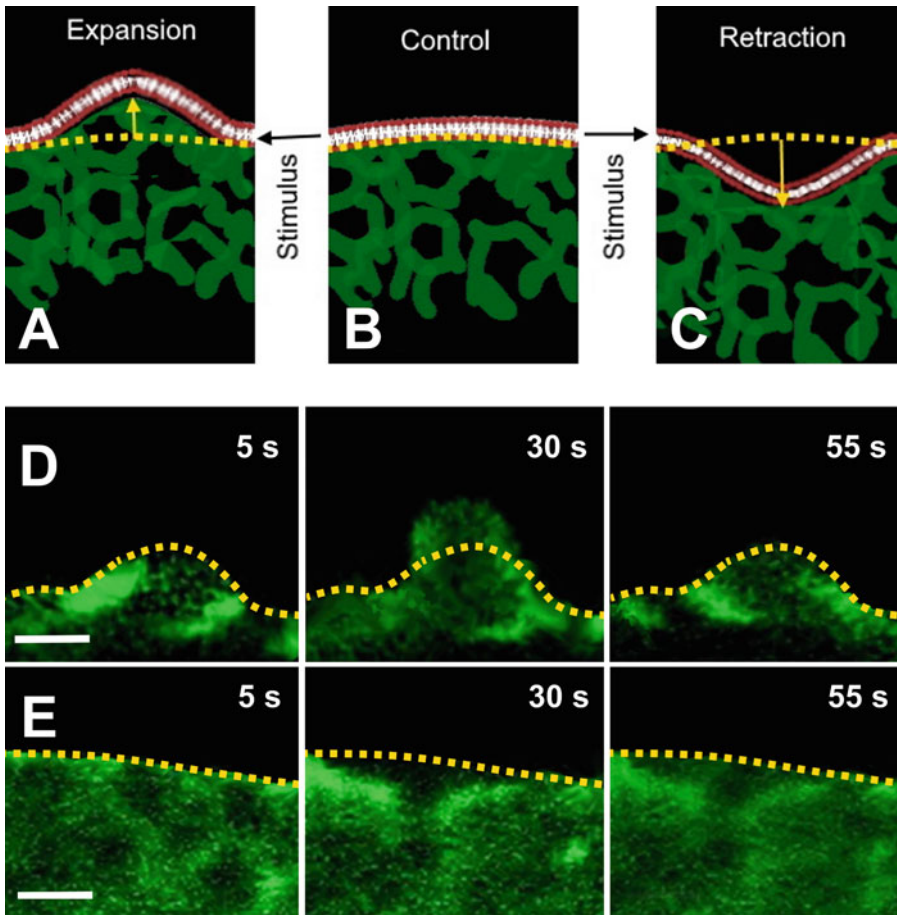 Expansion
Control
Retraction
Stimulus
Stimulus
A
B
C
D
5 s
30 s
55 s
E
5 s
30 s
55 s